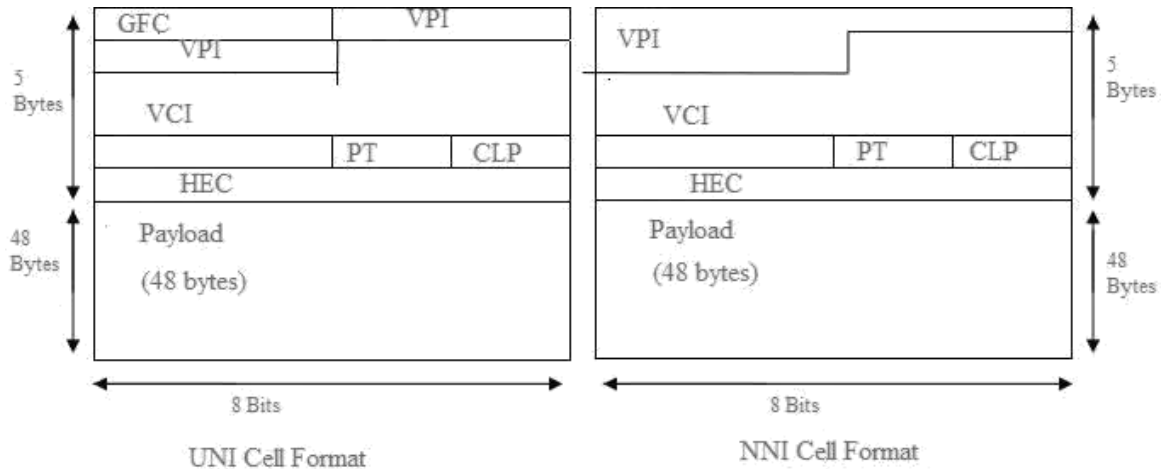 GFC
VPI
VPI
VCI
PT
CLP
HEC
Payload
(48 bytes)
5
Bytes
48
Bytes
8 Bits
UNI Cell Format
VPI
VCI
PT
CLP
HEC
Payload
(48 bytes)
5
Bytes
48
Bytes
8 Bits
NNI Cell Format